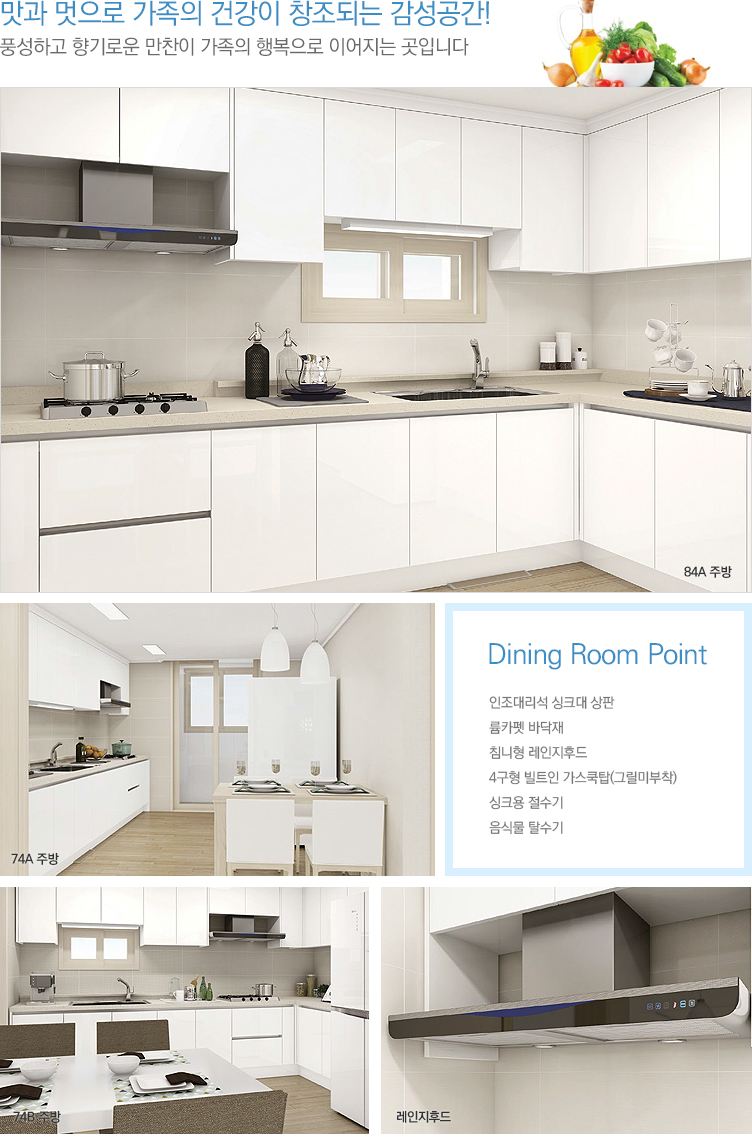 맛과 멋으로 가족의 건강이 창조되는 감성공간!
풍성하고 향기로운 만찬이 가족의 행복으로 이어지는 곳입니다
84A 주방
Dining Room Point
인조대리석 싱크대 상판
륨카펫 바닥재
침니형 레인지후드
4구형 빌트인 가스쿡탑(그릴미부착)
싱크용 절수기
음식물 탈수기
74A 주방
74B 주방
레인지후드